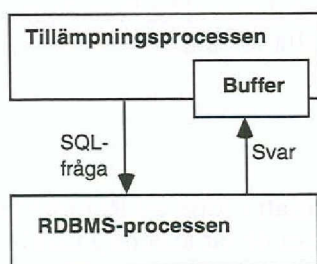 Tillämpningsprocessen
Buffer
SQL-
fråga
Svar
RDBMS-processen